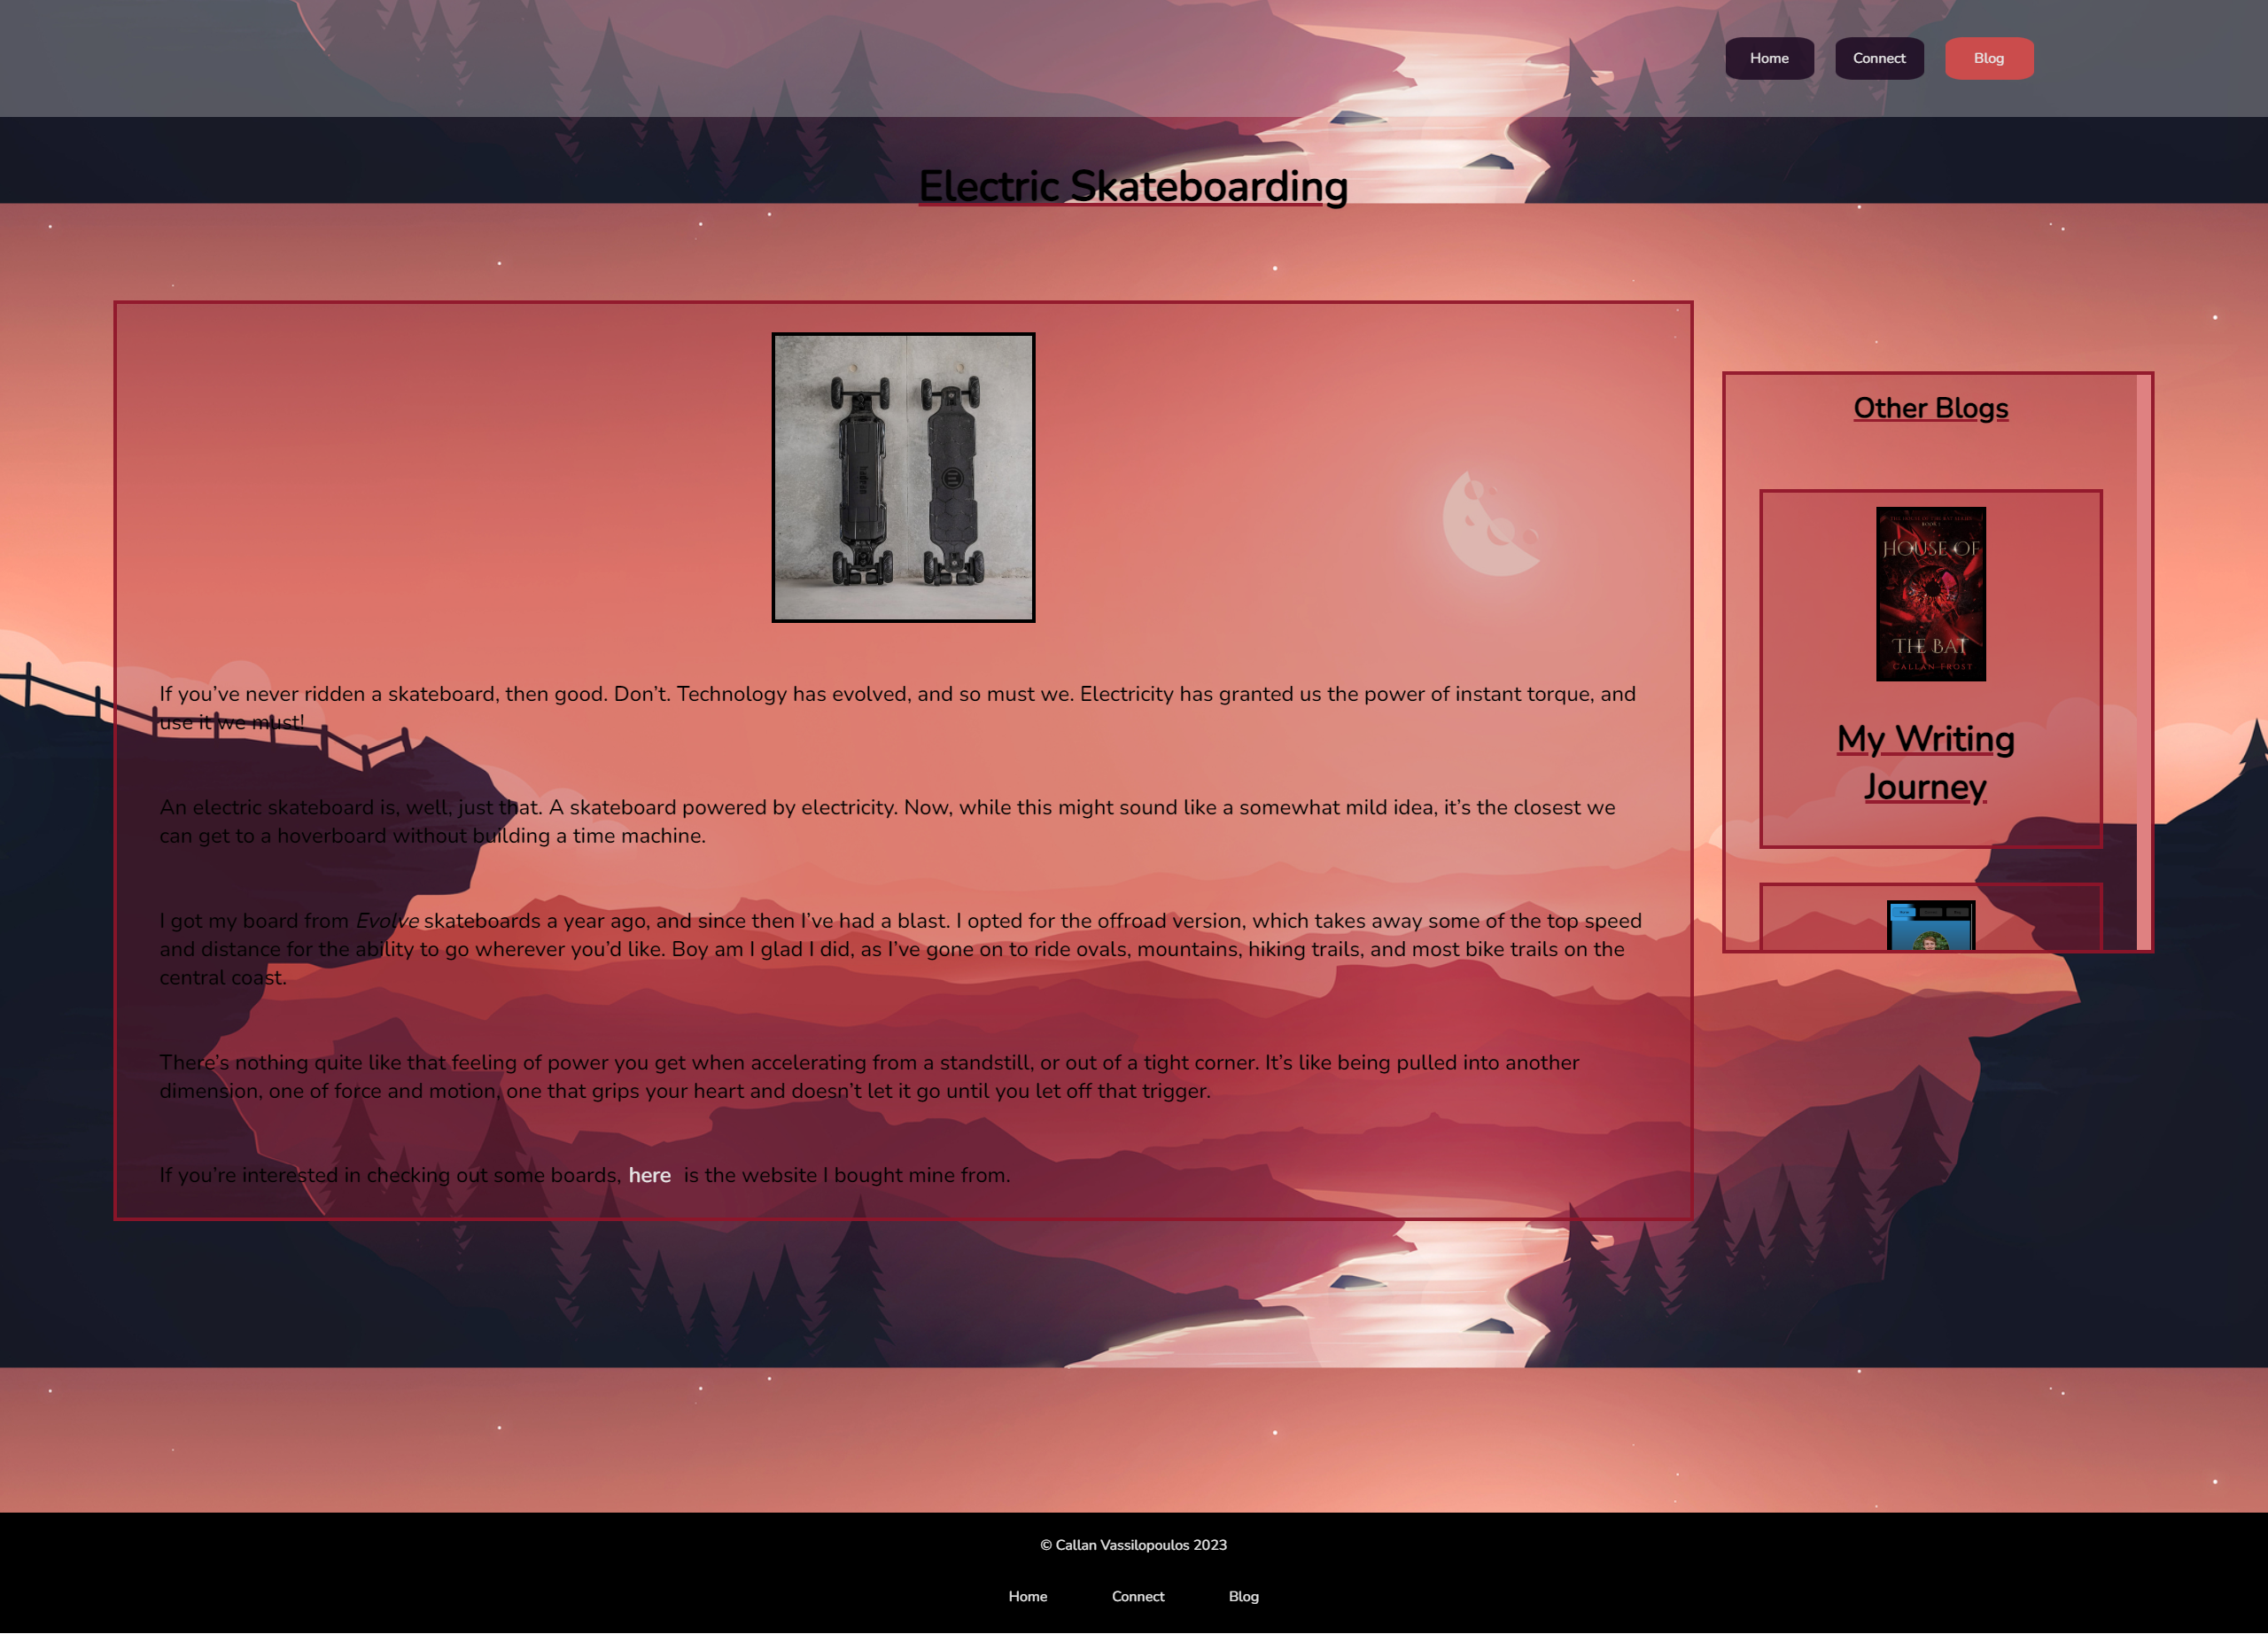 Home
Connect
Blog
Electric Skateboarding
If you’ve never ridden a skateboard, then good. Don’t. Technology has evolved, and so must we. Electricity has granted us the power of instant torque, and
use it we must!
An electric skateboard is, well, just that. A skateboard powered by electricity. Now, while this might sound like a somewhat mild idea, it’s the closest we
can get to a hoverboard without building a time machine.
I got my board from Evolve skateboards a year ago, and since then I’ve had a blast. I opted for the offroad version, which takes away some of the top speed
and distance for the ability to go wherever you’d like. Boy am I glad I did, as I’ve gone on to ride ovals, mountains, hiking trails, and most bike trails on the
central coast.
There’s nothing quite like that feeling of power you get when accelerating from a standstill, or out of a tight corner. It’s like being pulled into another
dimension, one of force and motion, one that grips your heart and doesn’t let it go until you let off that trigger.
If you’re interested in checking out some boards, here is the website I bought mine from.
Other Blogs
HOUSE OF
THE BAT
CALLAN FROST
My Writing
Journey
© Callan Vassilopoulos 2023
Home
Connect
Blog